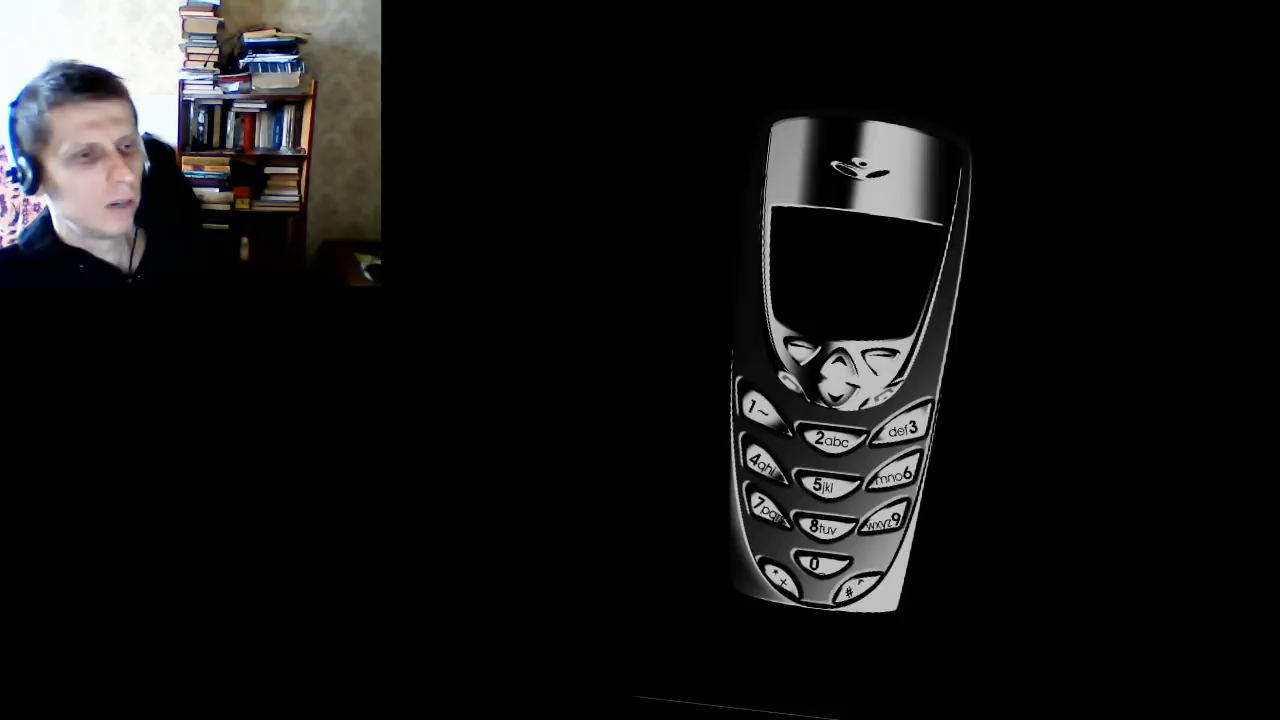 1 2abc def3
4ghi 5jkl mno6
7pqrs 8tuv wxyz9
0
* + # ^